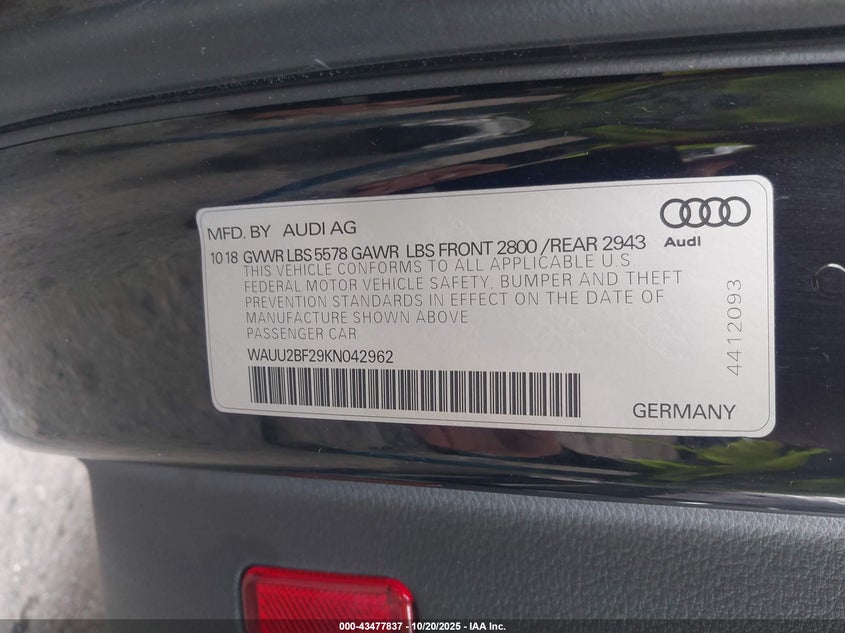 MFD. BY AUDI AG
Audi
10 18 GVWR LBS 5578 GAWR LBS FRONT 2800 /REAR 2943
THIS VEHICLE CONFORMS TO ALL APPLICABLE U.S.
FEDERAL MOTOR VEHICLE SAFETY, BUMPER AND THEFT
PREVENTION STANDARDS IN EFFECT ON THE DATE OF
MANUFACTURE SHOWN ABOVE
PASSENGER CAR
WAUU2BF29KN042962
4412093
GERMANY
000-43477837 - 10/20/2025 - IAA Inc.